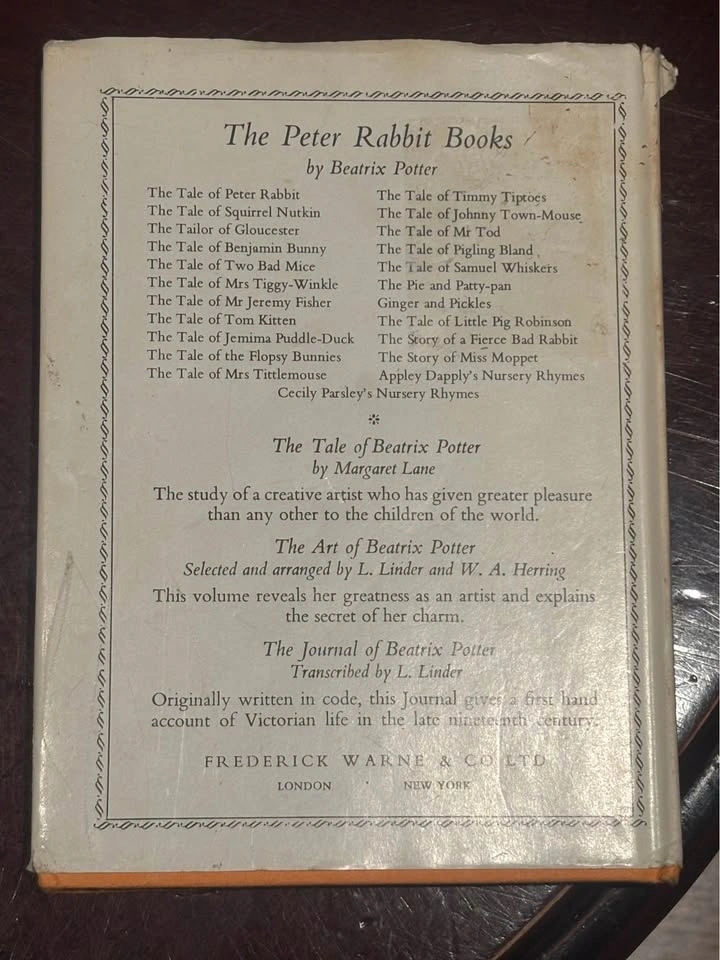 The Peter Rabbit Books
by Beatrix Potter
The Tale of Peter Rabbit
The Tale of Squirrel Nutkin
The Tailor of Gloucester
The Tale of Benjamin Bunny
The Tale of Two Bad Mice
The Tale of Mrs Tiggy-Winkle
The Tale of Mr Jeremy Fisher
The Tale of Tom Kitten
The Tale of Jemima Puddle-Duck
The Tale of the Flopsy Bunnies
The Tale of Mrs Tittlemouse
The Tale of Timmy Tiptoes
The Tale of Johnny Town-Mouse
The Tale of Mr Tod
The Tale of Pigling Bland
The Tale of Samuel Whiskers
The Pie and Patty-pan
Ginger and Pickles
The Tale of Little Pig Robinson
The Story of a Fierce Bad Rabbit
The Story of Miss Moppet
Appley Dapply's Nursery Rhymes
Cecily Parsley's Nursery Rhymes
The Tale of Beatrix Potter
by Margaret Lane
The study of a creative artist who has given greater pleasure
than any other to the children of the world.
The Art of Beatrix Potter
Selected and arranged by L. Linder and W. A. Herring
This volume reveals her greatness as an artist and explains
the secret of her charm.
The Journal of Beatrix Potter
Transcribed by L. Linder
Originally written in code, this Journal gives a first hand
account of Victorian life in the late nineteenth century.
FREDERICK WARNE & CO LTD
LONDON · NEW YORK